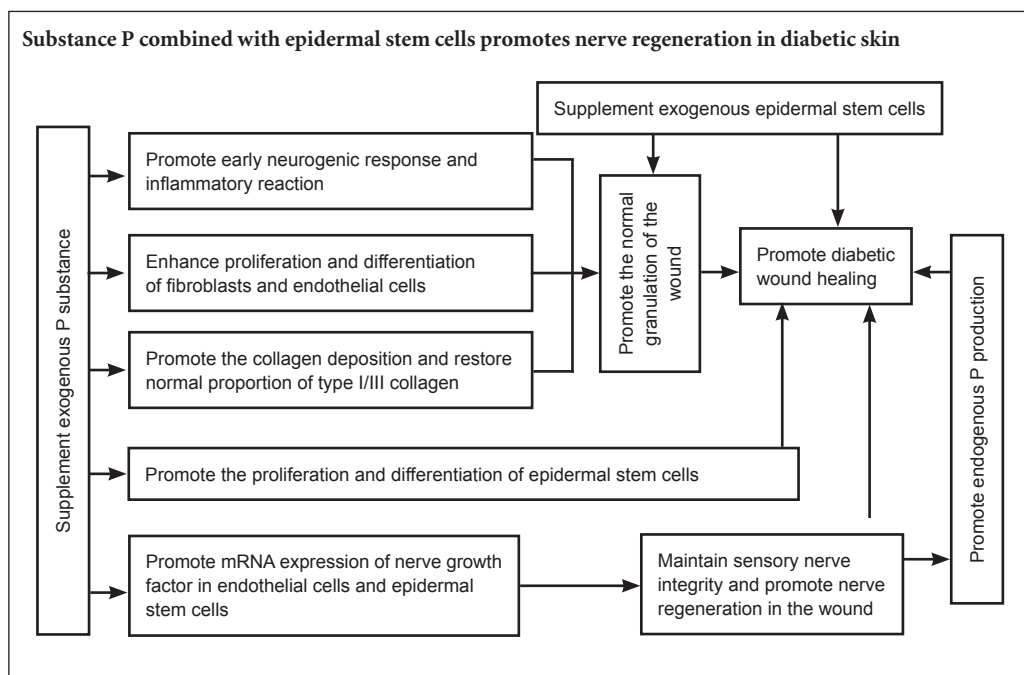 Substance P combined with epidermal stem cells promotes nerve regeneration in diabetic skin
Supplement exogenous epidermal stem cells
Supplement exogenous P substance
Promote early neurogenic response and
inflammatory reaction
Enhance proliferation and differentiation
of fibroblasts and endothelial cells
Promote the collagen deposition and restore
normal proportion of type I/III collagen
Promote the proliferation and differentiation of epidermal stem cells
Promote mRNA expression of nerve growth
factor in endothelial cells and epidermal
stem cells
Promote the normal
granulation of the
wound
Promote diabetic
wound healing
Maintain sensory nerve
integrity and promote nerve
regeneration in the wound
Promote endogenous P production